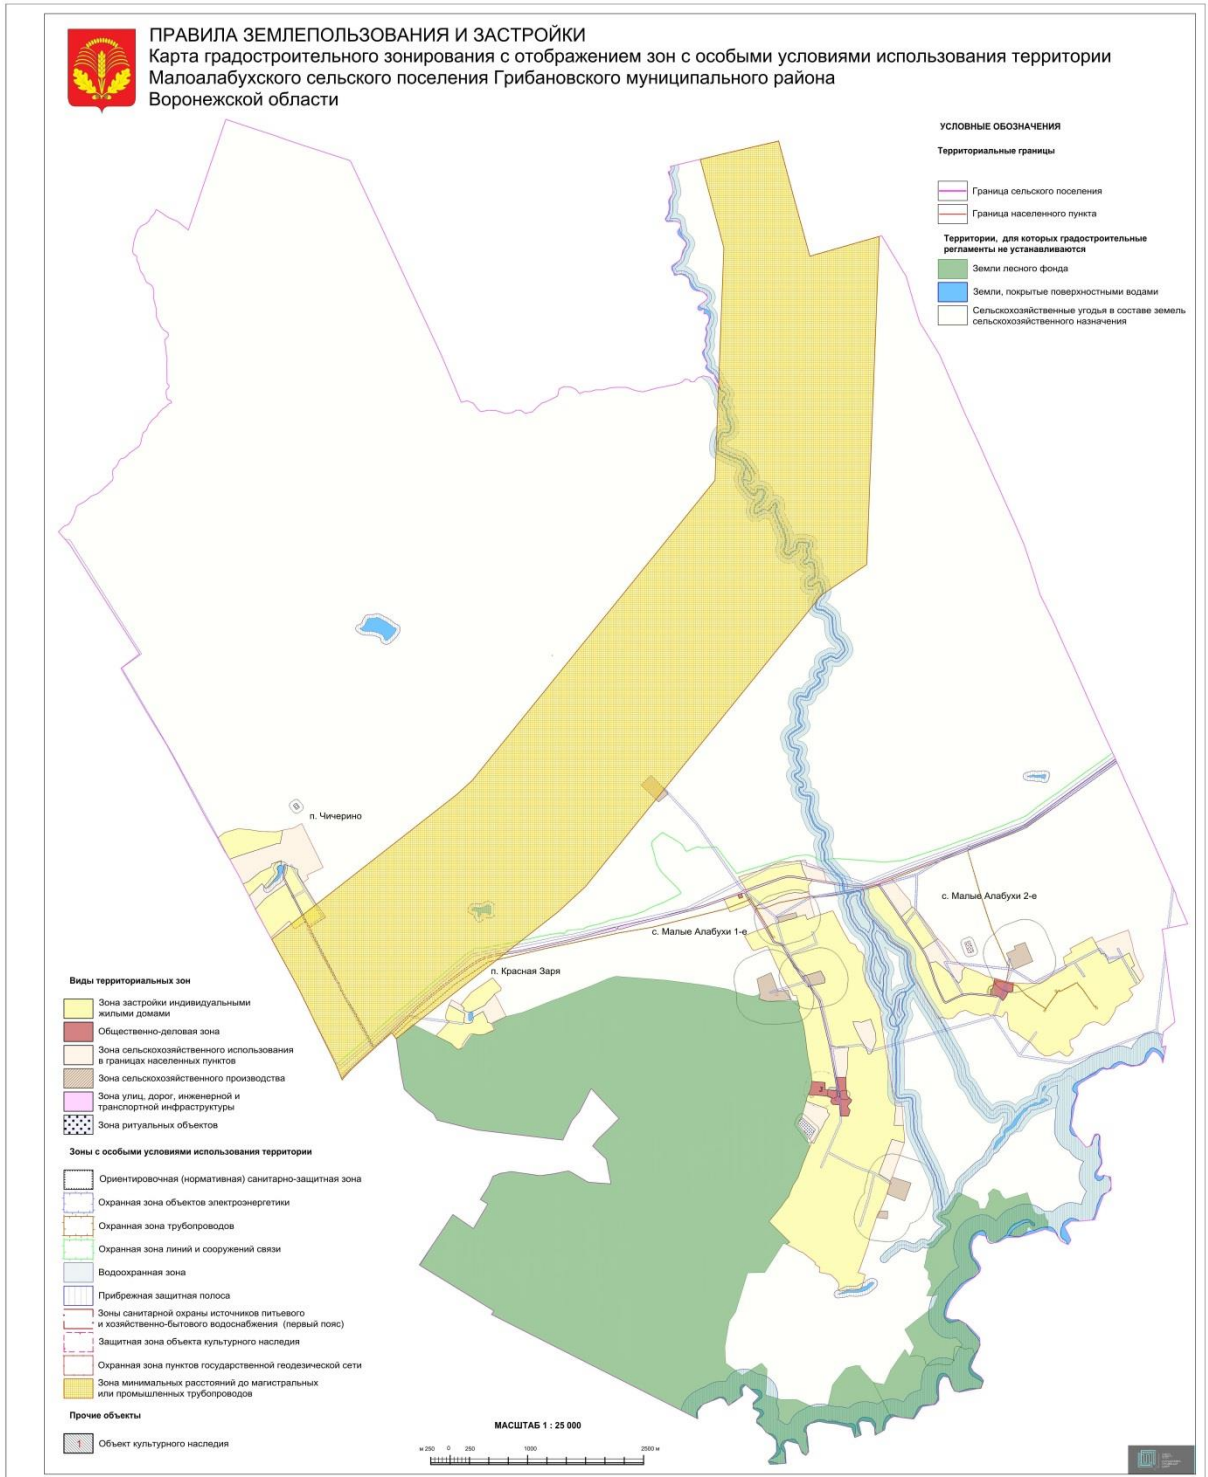 ПРАВИЛА ЗЕМЛЕПОЛЬЗОВАНИЯ И ЗАСТРОЙКИ
Карта градостроительного зонирования с отображением зон с особыми условиями использования территории
Малоалабухского сельского поселения Грибановского муниципального района
Воронежской области
УСЛОВНЫЕ ОБОЗНАЧЕНИЯ
Территориальные границы
Граница сельского поселения
Граница населенного пункта
Территории, для которых градостроительные
регламенты не устанавливаются
Земли лесного фонда
Земли, покрытые поверхностными водами
Сельскохозяйственные угодья в составе земель
сельскохозяйственного назначения
п. Чичерино
с. Малые Алабухи 2-е
с. Малые Алабухи 1-е
п. Красная Заря
3
Виды территориальных зон
Зона застройки индивидуальными
жилыми домами
Общественно-деловая зона
Зона сельскохозяйственного использования
в границах населенных пунктов
Зона сельскохозяйственного производства
Зона улиц, дорог, инженерной и
транспортной инфраструктуры
Зона ритуальных объектов
Зоны с особыми условиями использования территории
Ориентировочная (нормативная) санитарно-защитная зона
Охранная зона объектов электроэнергетики
Охранная зона трубопроводов
Охранная зона линий и сооружений связи
Водоохранная зона
Прибрежная защитная полоса
Зоны санитарной охраны источников питьевого
и хозяйственно-бытового водоснабжения (первый пояс)
Защитная зона объекта культурного наследия
Охранная зона пунктов государственной геодезической сети
Зона минимальных расстояний до магистральных
или промышленных трубопроводов
Прочие объекты
1 Объект культурного наследия
МАСШТАБ 1 : 25 000
м 250 0 250 1000 2500 м